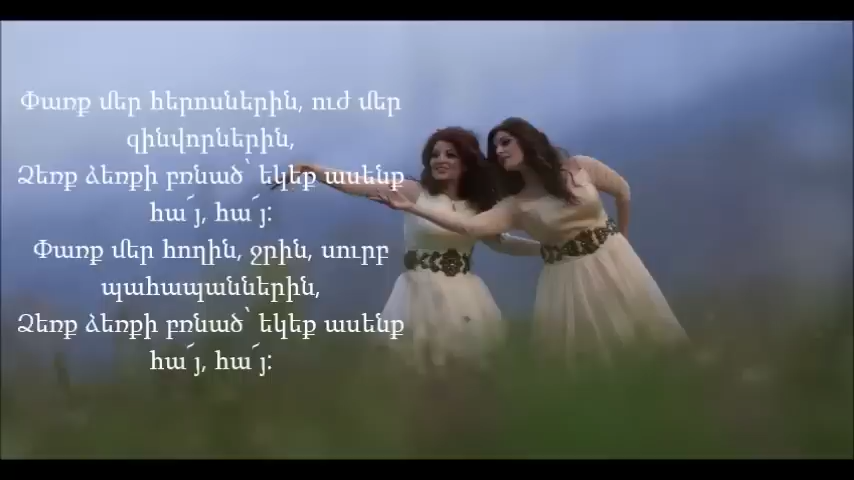 Փառք մեր հերոսներին, ուժ մեր
զինվորներին,
Ձեռք ձեռքի բռնած՝ եկեք ասենք
հա՜յ, հա՜յ:
Փառք մեր հողին, ջրին, սուրբ
պահապաններին,
Ձեռք ձեռքի բռնած՝ եկեք ասենք
հա՜յ, հա՜յ: